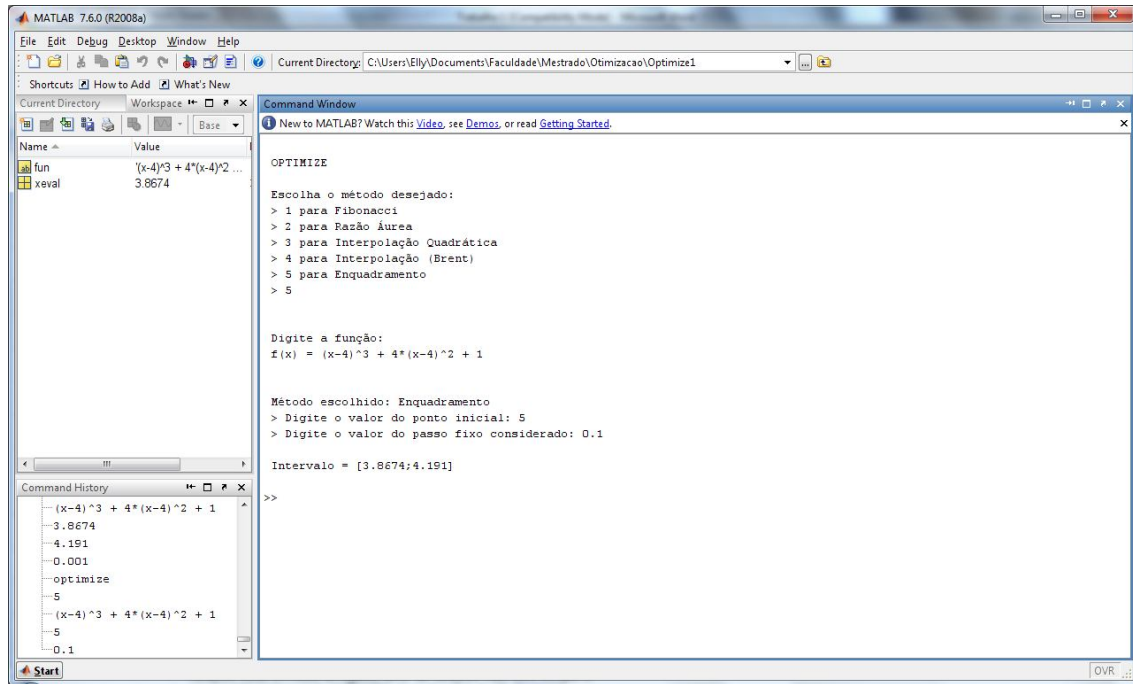 MATLAB 7.6.0 (R2008a)
File Edit Debug Desktop Window Help
Current Directory: C:\Users\Elly\Documents\Faculdade\Mestrado\Otimizacao\Optimize1
Shortcuts How to Add What's New
Current Directory Workspace
Base
Name Value
fun '(x-4)^3 + 4*(x-4)^2 ...
xeval 3.8674
Command History
(x-4)^3 + 4*(x-4)^2 + 1
3.8674
4.191
0.001
optimize
5
(x-4)^3 + 4*(x-4)^2 + 1
5
0.1
Command Window
New to MATLAB? Watch this Video, see Demos, or read Getting Started.
OPTIMIZE
Escolha o método desejado:
> 1 para Fibonacci
> 2 para Razão Áurea
> 3 para Interpolação Quadrática
> 4 para Interpolação (Brent)
> 5 para Enquadramento
> 5
Digite a função:
f(x) = (x-4)^3 + 4*(x-4)^2 + 1
Método escolhido: Enquadramento
> Digite o valor do ponto inicial: 5
> Digite o valor do passo fixo considerado: 0.1
Intervalo = [3.8674;4.191]
>>
Start
OVR